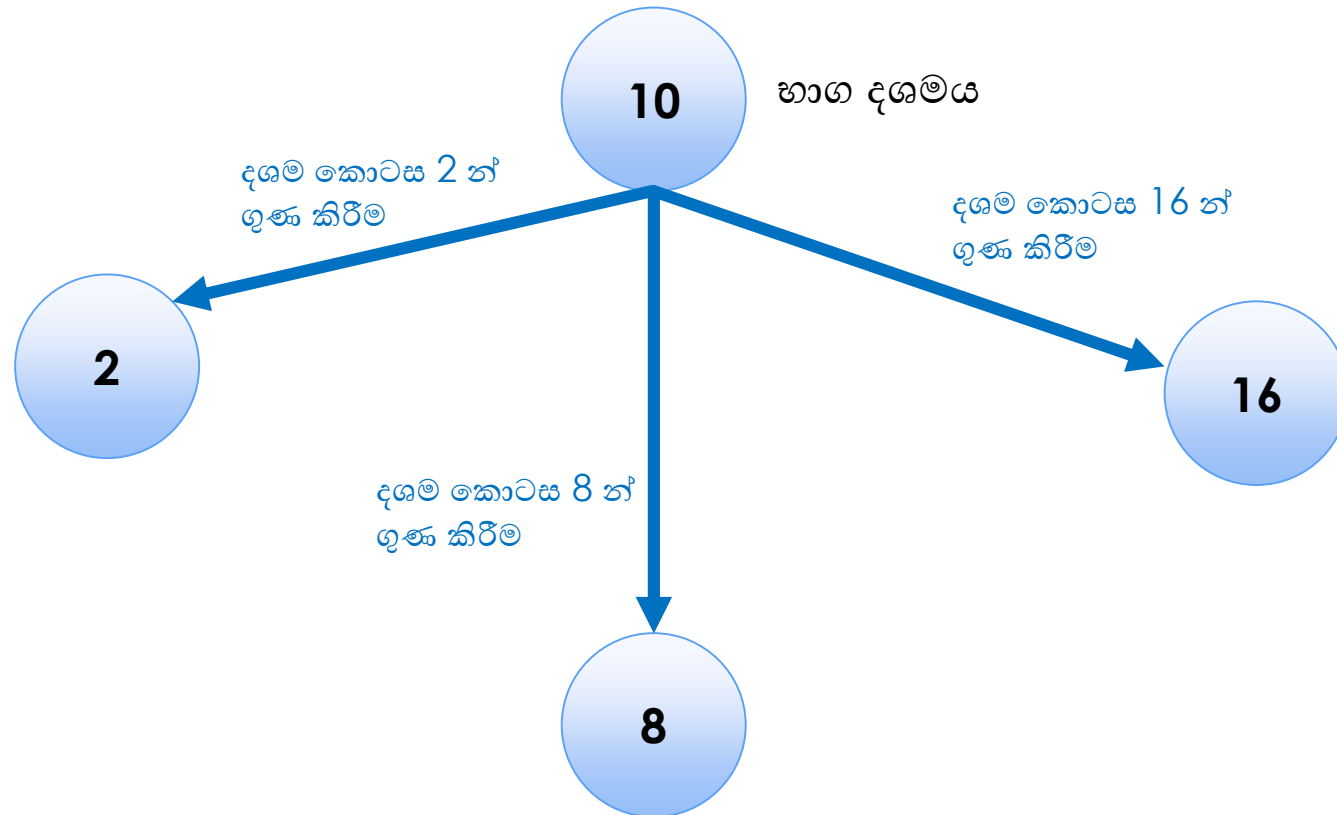 10
භාග දශමය
දශම කොටස 2 න්
ගුණ කිරීම
දශම කොටස 16 න්
ගුණ කිරීම
2
16
දශම කොටස 8 න්
ගුණ කිරීම
8